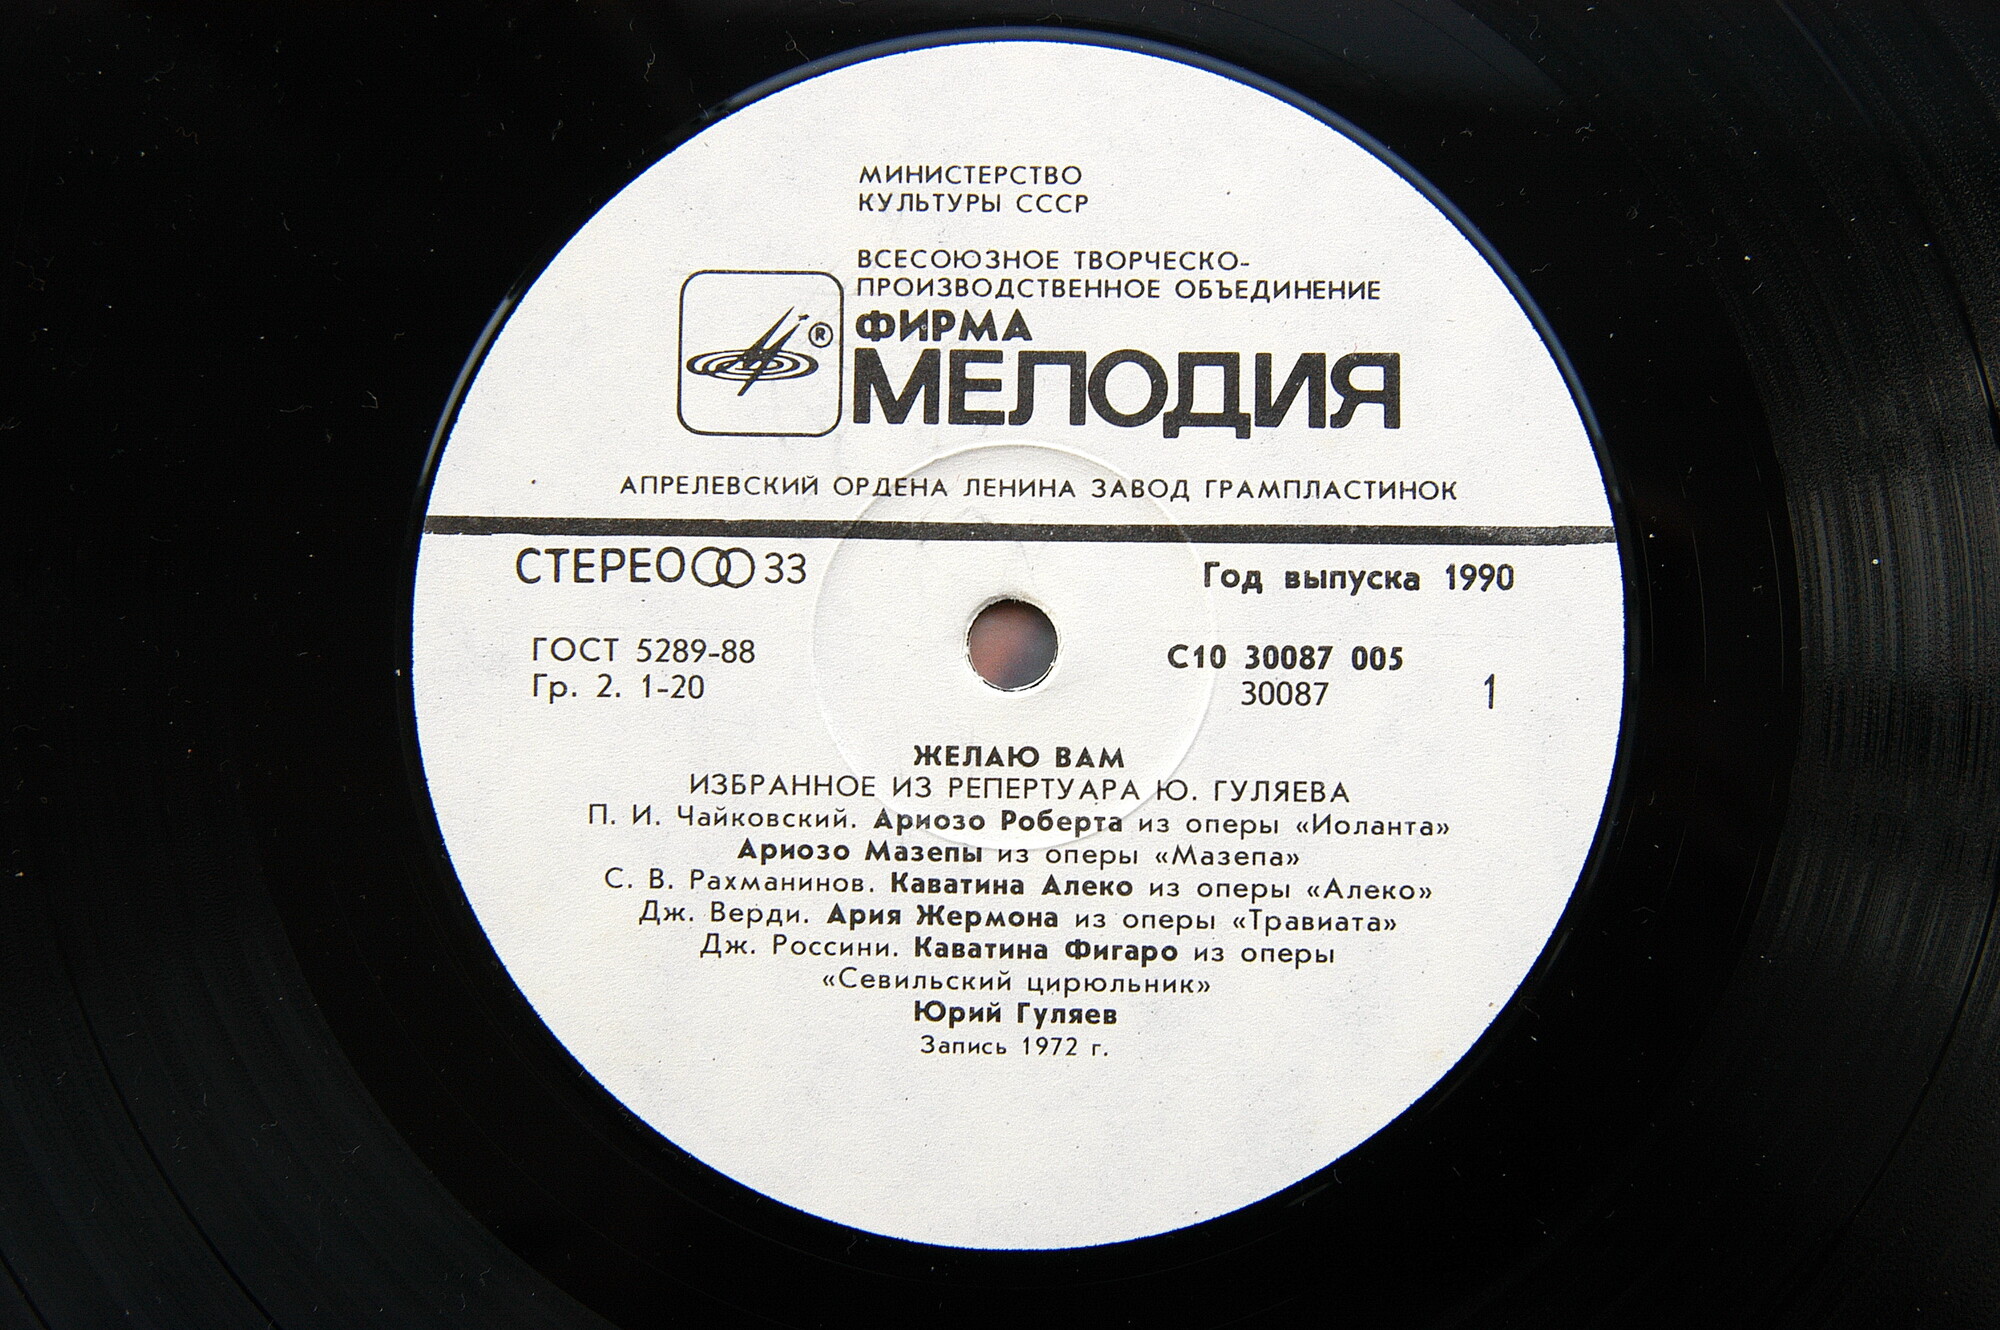 МИНИСТЕРСТВО
КУЛЬТУРЫ СССР
ВСЕСОЮЗНОЕ ТВОРЧЕСКО-
ПРОИЗВОДСТВЕННОЕ ОБЪЕДИНЕНИЕ
ФИРМА
®
МЕЛОДИЯ
АПРЕЛЕВСКИЙ ОРДЕНА ЛЕНИНА ЗАВОД ГРАМПЛАСТИНОК
СТЕРЕО 33
Год выпуска 1990
ГОСТ 5289-88
Гр. 2. 1-20
С10 30087 005
30087
1
ЖЕЛАЮ ВАМ
ИЗБРАННОЕ ИЗ РЕПЕРТУАРА Ю. ГУЛЯЕВА
П. И. Чайковский. Ариозо Роберта из оперы «Иоланта»
Ариозо Мазепы из оперы «Мазепа»
С. В. Рахманинов. Каватина Алеко из оперы «Алеко»
Дж. Верди. Ария Жермона из оперы «Травиата»
Дж. Россини. Каватина Фигаро из оперы
«Севильский цирюльник»
Юрий Гуляев
Запись 1972 г.